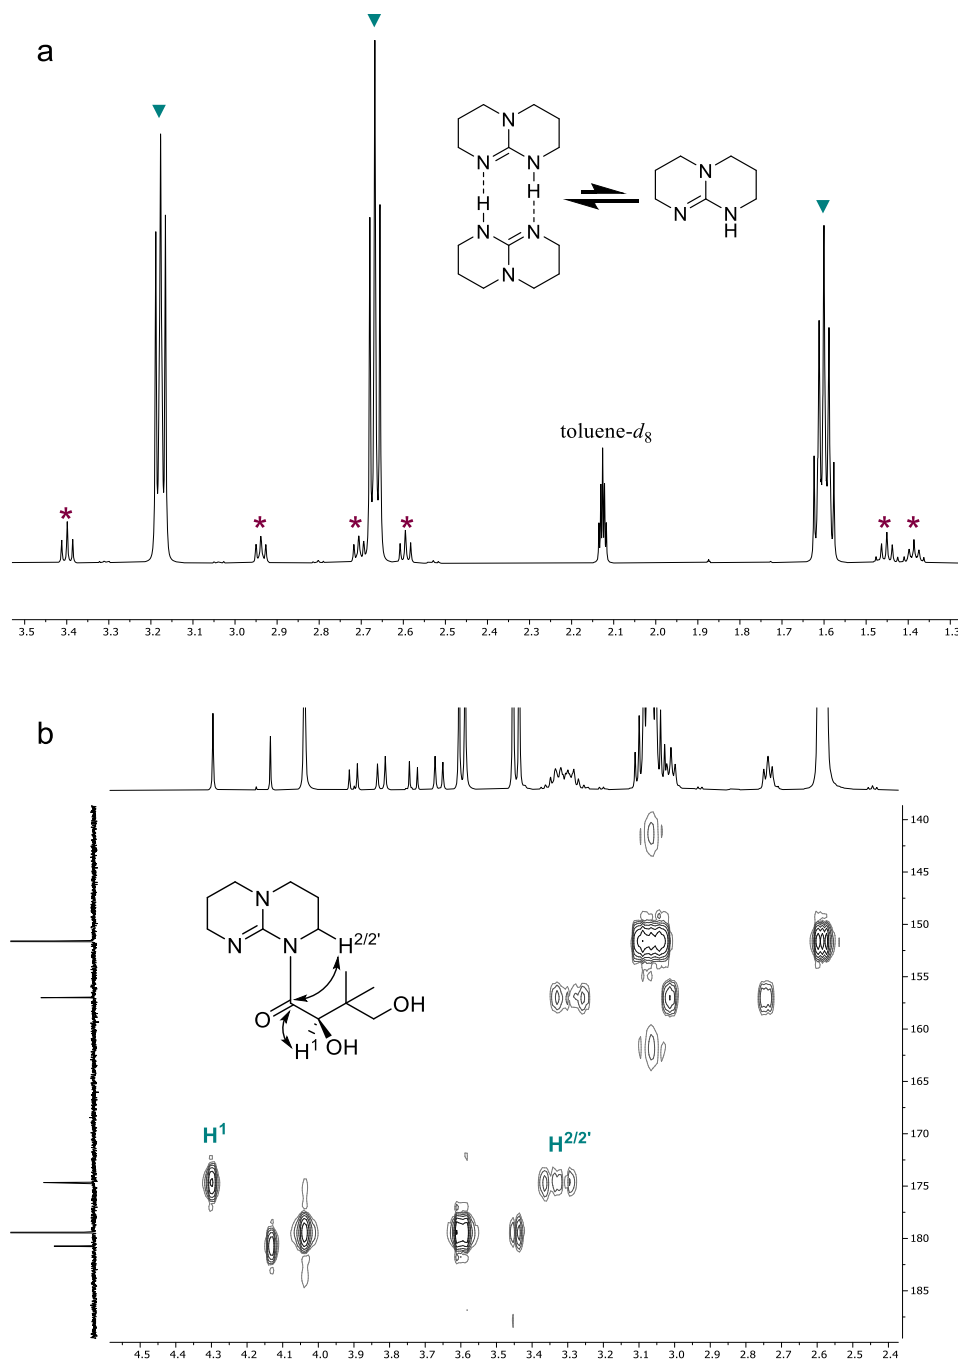 a
N
N N
H
H
N N
N
N
N N
H
toluene-d8
* * * * * *
3.5 3.4 3.3 3.2 3.1 3.0 2.9 2.8 2.7 2.6 2.5 2.4 2.3 2.2 2.1 2.0 1.9 1.8 1.7 1.6 1.5 1.4 1.3
b
140
145
150
155
160
165
170
175
180
185
N
N N
H2/2'
O
OH
H1
OH
H1
H2/2'
4.5 4.4 4.3 4.2 4.1 4.0 3.9 3.8 3.7 3.6 3.5 3.4 3.3 3.2 3.1 3.0 2.9 2.8 2.7 2.6 2.5 2.4